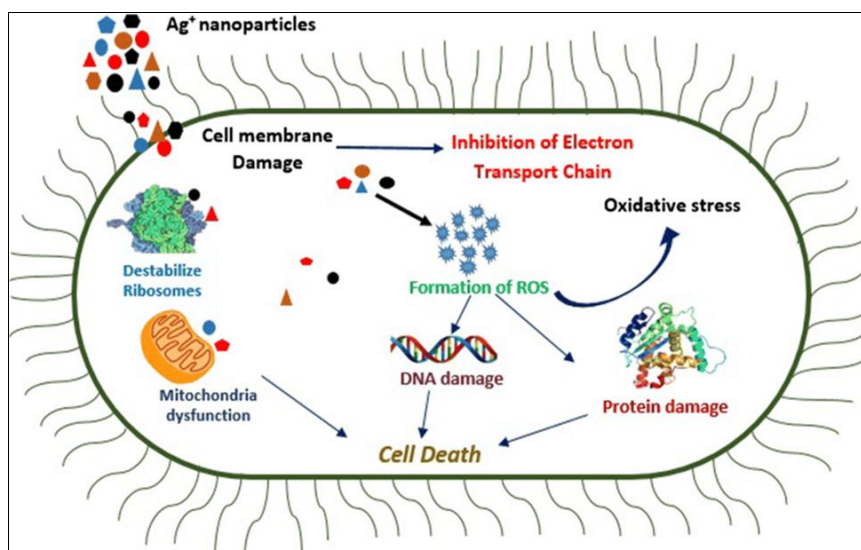 Ag⁺ nanoparticles
Cell membrane
Damage
Inhibition of Electron
Transport Chain
Oxidative stress
Destabilize
Ribosomes
Formation of ROS
Mitochondria
dysfunction
DNA damage
Protein damage
Cell Death